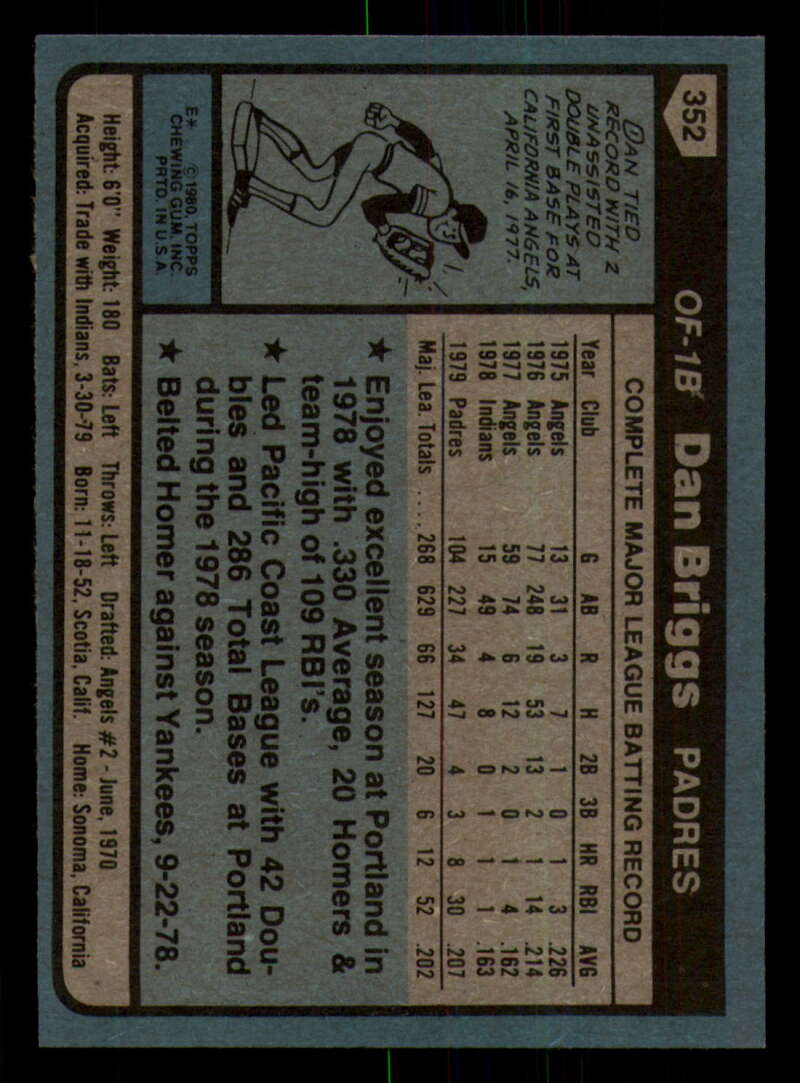 352
OF-1B Dan Briggs PADRES
DAN TIED
RECORD WITH 2
UNASSISTED
DOUBLE PLAYS AT
FIRST BASE FOR
CALIFORNIA ANGELS,
APRIL 16, 1977.
E* © 1980, TOPPS
CHEWING GUM, INC.
PRTD. IN U.S.A.
COMPLETE MAJOR LEAGUE BATTING RECORD
Year Club G AB R H 2B 3B HR RBI AVG
1975 Angels 13 31 3 7 1 0 1 3 .226
1976 Angels 77 248 19 53 13 2 1 14 .214
1977 Angels 59 74 6 12 2 0 1 4 .162
1978 Indians 15 49 4 8 0 1 1 1 .163
1979 Padres 104 227 34 47 4 3 8 30 .207
Maj. Lea. Totals .... 268 629 66 127 20 6 12 52 .202
★ Enjoyed excellent season at Portland in
1978 with .330 Average, 20 Homers &
team-high of 109 RBI's.
★ Led Pacific Coast League with 42 Dou-
bles and 286 Total Bases at Portland
during the 1978 season.
★ Belted Homer against Yankees, 9-22-78.
Height: 6'0" Weight: 180 Bats: Left Throws: Left Drafted: Angels #2 - June, 1970
Acquired: Trade with Indians, 3-30-79 Born: 11-18-52, Scotia, Calif. Home: Sonoma, California